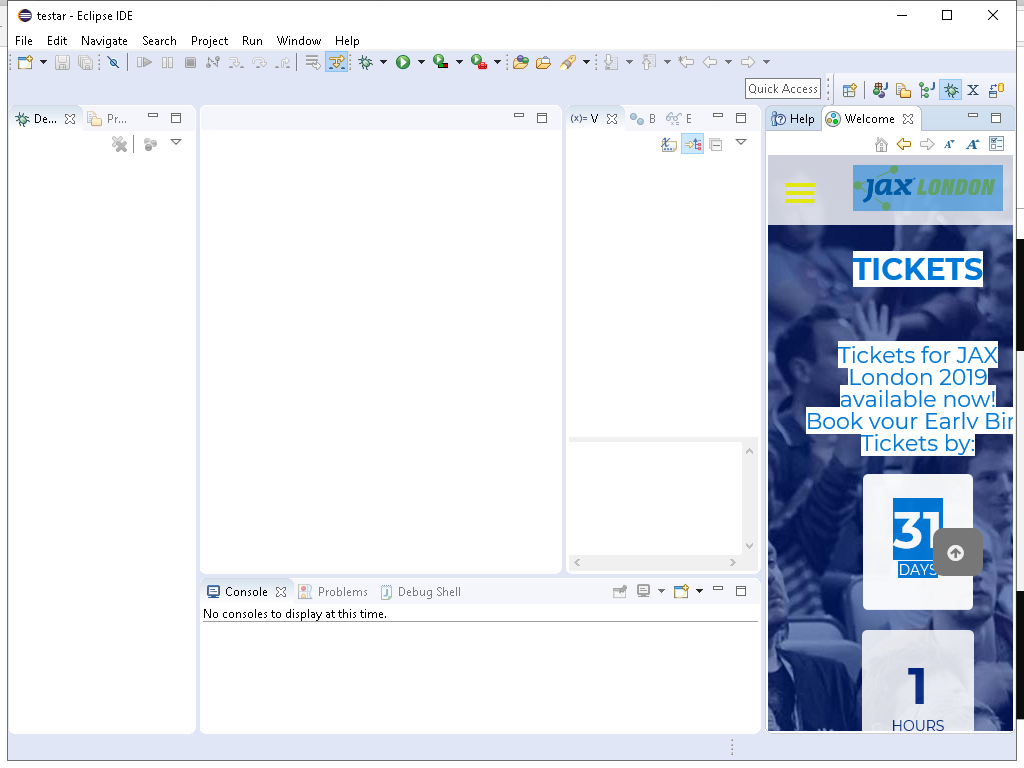 testar - Eclipse IDE
File Edit Navigate Search Project Run Window Help
Quick Access
De... Pr... (x)= V B E Help Welcome
JAX LONDON
TICKETS
Tickets for JAX
London 2019
available now!
Book your Early Bir
Tickets by:
31
DAYS
1
HOURS
Console Problems Debug Shell
No consoles to display at this time.